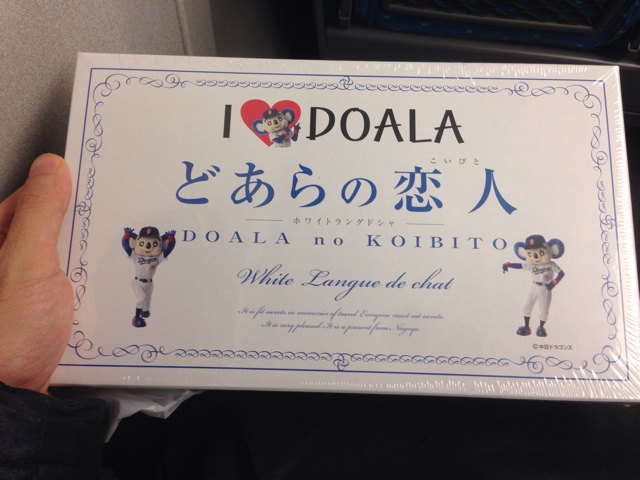 I DOALA
こいびと
どあらの恋人
ホワイトラングドシャ
DOALA no KOIBITO
White Langue de chat
It is fit sweets in memories of travel. Everyone must eat sweets.
It is very pleased. It is a present from Nagoya.
Dragons
Dragons
©中日ドラゴンズ